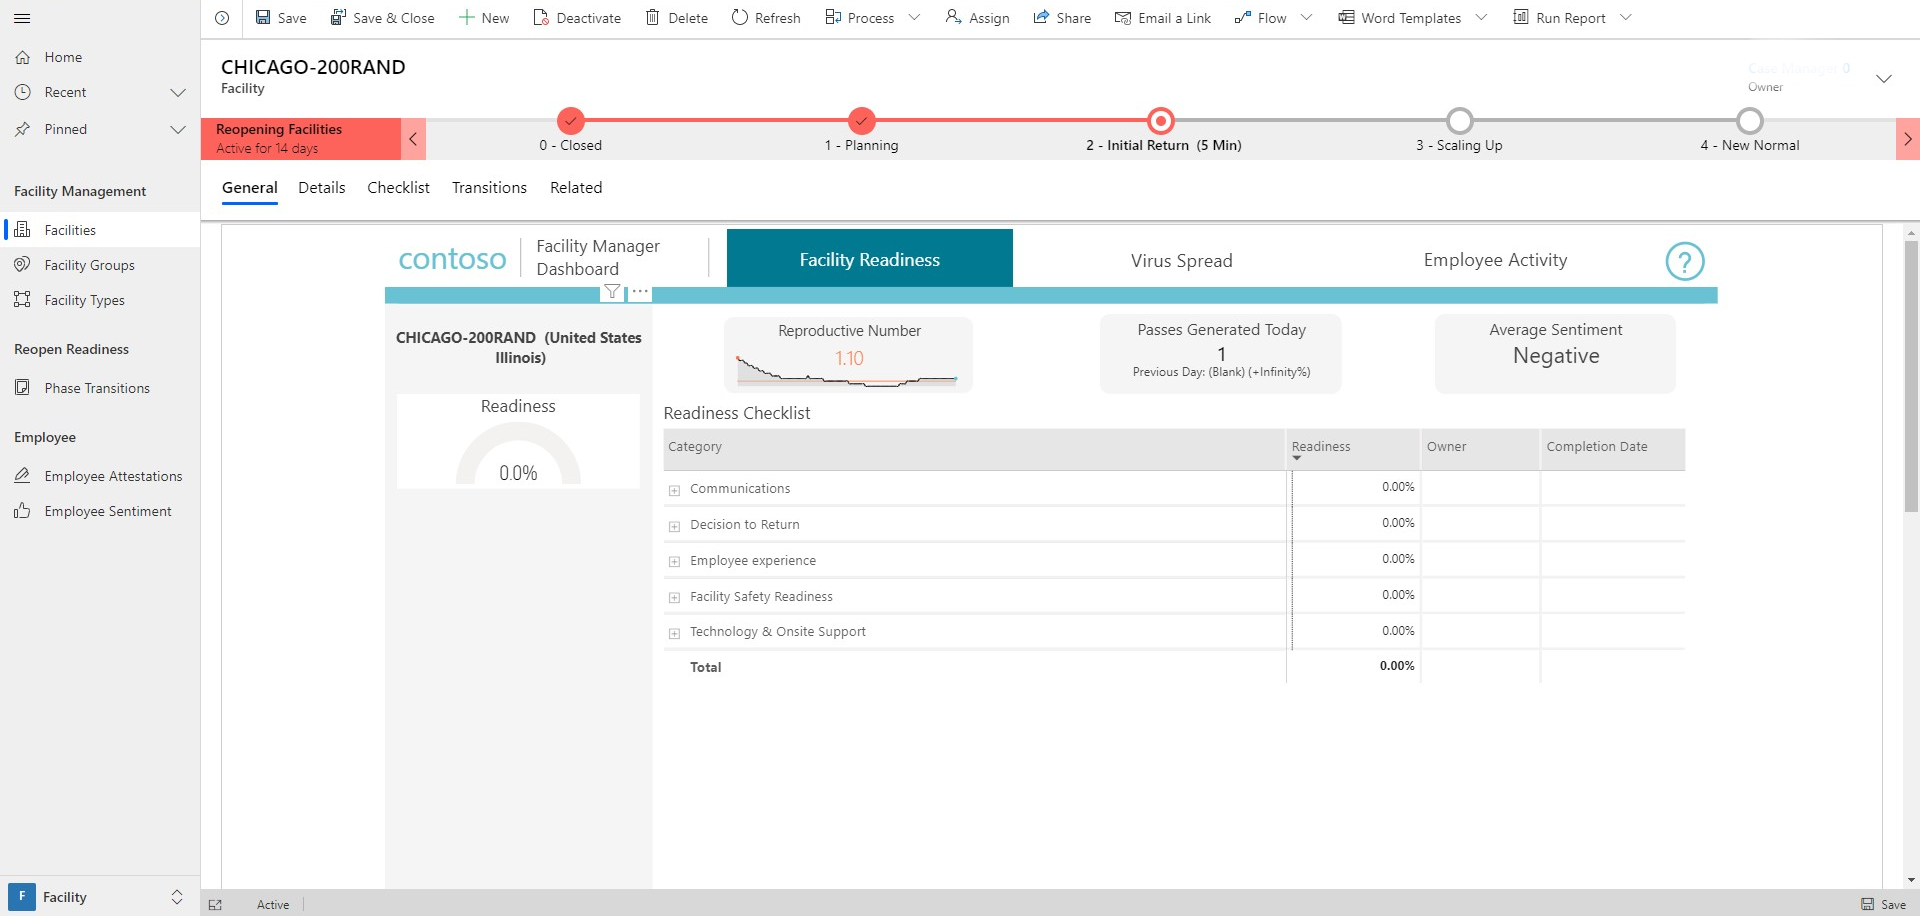 Save
Save & Close
New
Deactivate
Delete
Refresh
Process
Assign
Share
Email a Link
Flow
Word Templates
Run Report
Home
Recent
Pinned
Facility Management
Facilities
Facility Groups
Facility Types
Reopen Readiness
Phase Transitions
Employee
Employee Attestations
Employee Sentiment
F Facility
CHICAGO-200RAND
Facility
Case Manager 0
Owner
Reopening Facilities
Active for 14 days
0 - Closed
1 - Planning
2 - Initial Return (5 Min)
3 - Scaling Up
4 - New Normal
General
Details
Checklist
Transitions
Related
contoso
Facility Manager
Dashboard
Facility Readiness
Virus Spread
Employee Activity
?
CHICAGO-200RAND (United States
Illinois)
Readiness
0.0%
Reproductive Number
1.10
Passes Generated Today
1
Previous Day: (Blank) (+Infinity%)
Average Sentiment
Negative
Readiness Checklist
Category Readiness Owner Completion Date
Communications 0.00%
Decision to Return 0.00%
Employee experience 0.00%
Facility Safety Readiness 0.00%
Technology & Onsite Support 0.00%
Total 0.00%
Active
Save